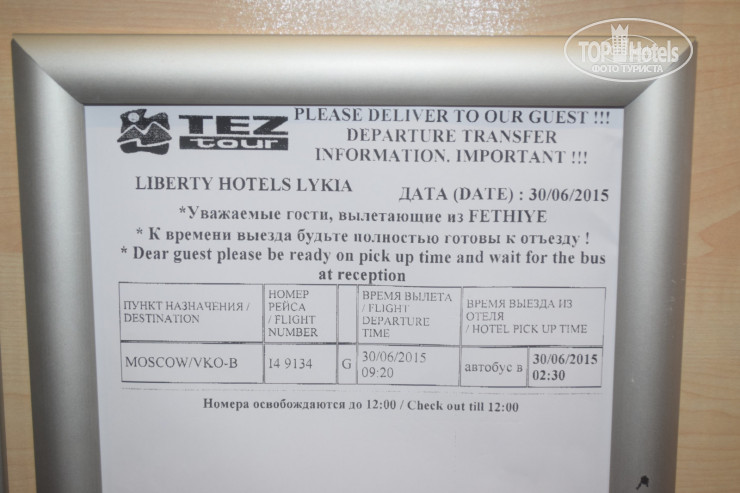 TOP Hotels
ФОТО ТУРИСТА
TEZ tour
PLEASE DELIVER TO OUR GUEST !!!
DEPARTURE TRANSFER
INFORMATION. IMPORTANT !!!
LIBERTY HOTELS LYKIA ДАТА (DATE) : 30/06/2015
*Уважаемые гости, вылетающие из FETHIYE
* К времени выезда будьте полностью готовы к отъезду !
* Dear guest please be ready on pick up time and wait for the bus
at reception
ПУНКТ НАЗНАЧЕНИЯ /
DESTINATION
НОМЕР
РЕЙСА
/ FLIGHT
NUMBER
ВРЕМЯ ВЫЛЕТА
/ FLIGHT
DEPARTURE
TIME
ВРЕМЯ ВЫЕЗДА ИЗ
ОТЕЛЯ
/ HOTEL PICK UP TIME
MOSCOW/VKO-B
I4 9134
G
30/06/2015
09:20
автобус в
30/06/2015
02:30
Номера освобождаются до 12:00 / Check out till 12:00